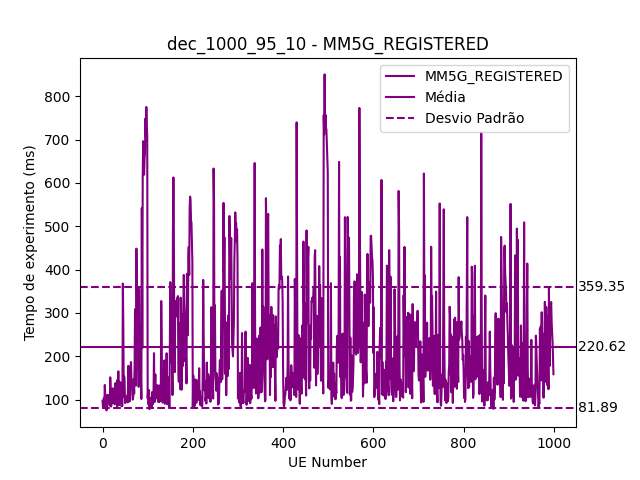 dec_1000_95_10 - MM5G_REGISTERED
MM5G_REGISTERED
Média
Desvio Padrão
Tempo de experimento (ms)
800
700
600
500
400
300
200
100
359.35
220.62
81.89
0
200
400
600
800
1000
UE Number